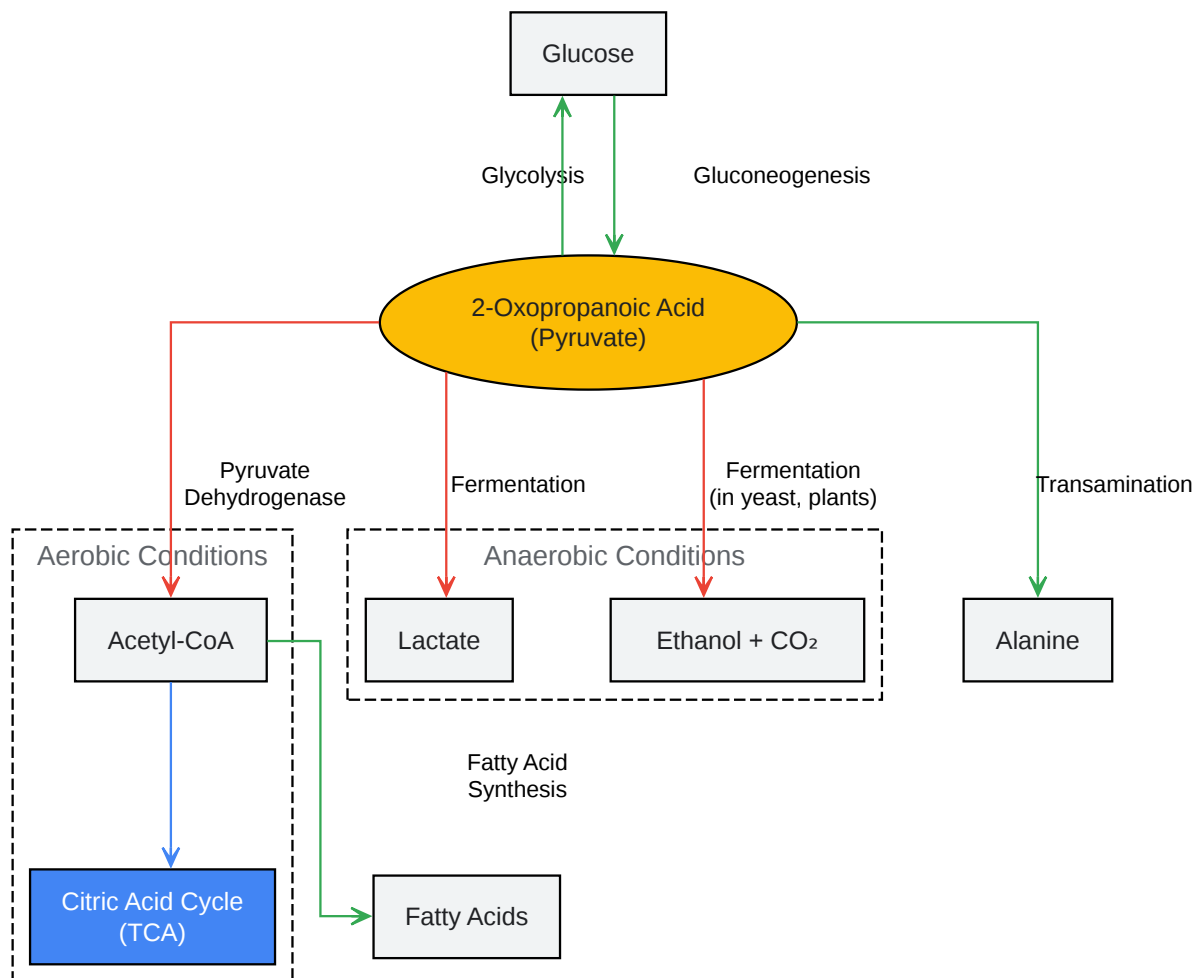 Glucose
Glycolysis
Gluconeogenesis
2-Oxopropanoic Acid
(Pyruvate)
Pyruvate
Dehydrogenase
Fermentation
Fermentation
(in yeast, plants)
Transamination
Aerobic Conditions
Anaerobic Conditions
Acetyl-CoA
Lactate
Ethanol + CO₂
Alanine
Fatty Acid
Synthesis
Citric Acid Cycle
(TCA)
Fatty Acids